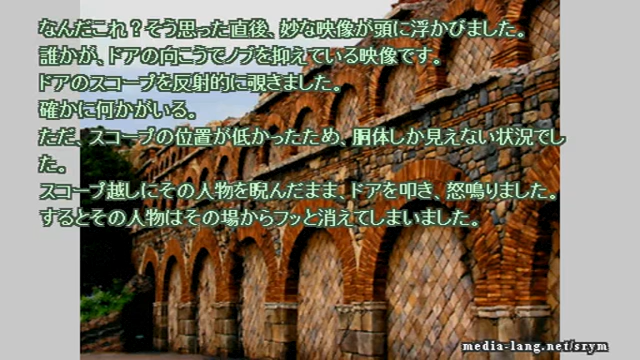 なんだこれ？そう思った直後、妙な映像が頭に浮かびました。
誰かが、ドアの向こうでノブを抑えている映像です。
ドアのスコープを反射的に覗きました。
確かに何かがいる。
ただ、スコープの位置が低かったため、胴体しか見えない状況でし
た。
スコープ越しにその人物を睨んだまま、ドアを叩き、怒鳴りました。
するとその人物はその場からフッと消えてしまいました。
media-lang.net/srym